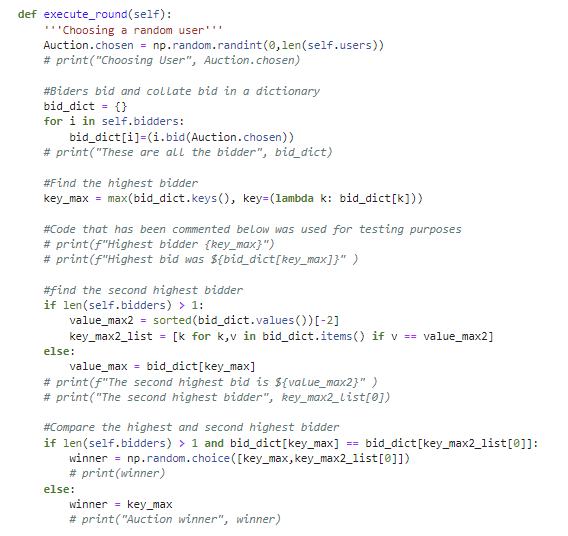 def execute_round(self):
    '''Choosing a random user'''
    Auction.chosen = np.random.randint(0,len(self.users))
    # print("Choosing User", Auction.chosen)

    #Biders bid and collate bid in a dictionary
    bid_dict = {}
    for i in self.bidders:
        bid_dict[i]=(i.bid(Auction.chosen))
    # print("These are all the bidder", bid_dict)

    #Find the highest bidder
    key_max = max(bid_dict.keys(), key=(lambda k: bid_dict[k]))

    #Code that has been commented below was used for testing purposes
    # print(f"Highest bidder {key_max}")
    # print(f"Highest bid was ${bid_dict[key_max]}" )

    #find the second highest bidder
    if len(self.bidders) > 1:
        value_max2 = sorted(bid_dict.values())[-2]
        key_max2_list = [k for k,v in bid_dict.items() if v == value_max2]
    else:
        value_max = bid_dict[key_max]
    # print(f"The second highest bid is ${value_max2}" )
    # print("The second highest bidder", key_max2_list[0])

    #Compare the highest and second highest bidder
    if len(self.bidders) > 1 and bid_dict[key_max] == bid_dict[key_max2_list[0]]:
        winner = np.random.choice([key_max,key_max2_list[0]])
        # print(winner)
    else:
        winner = key_max
        # print("Auction winner", winner)